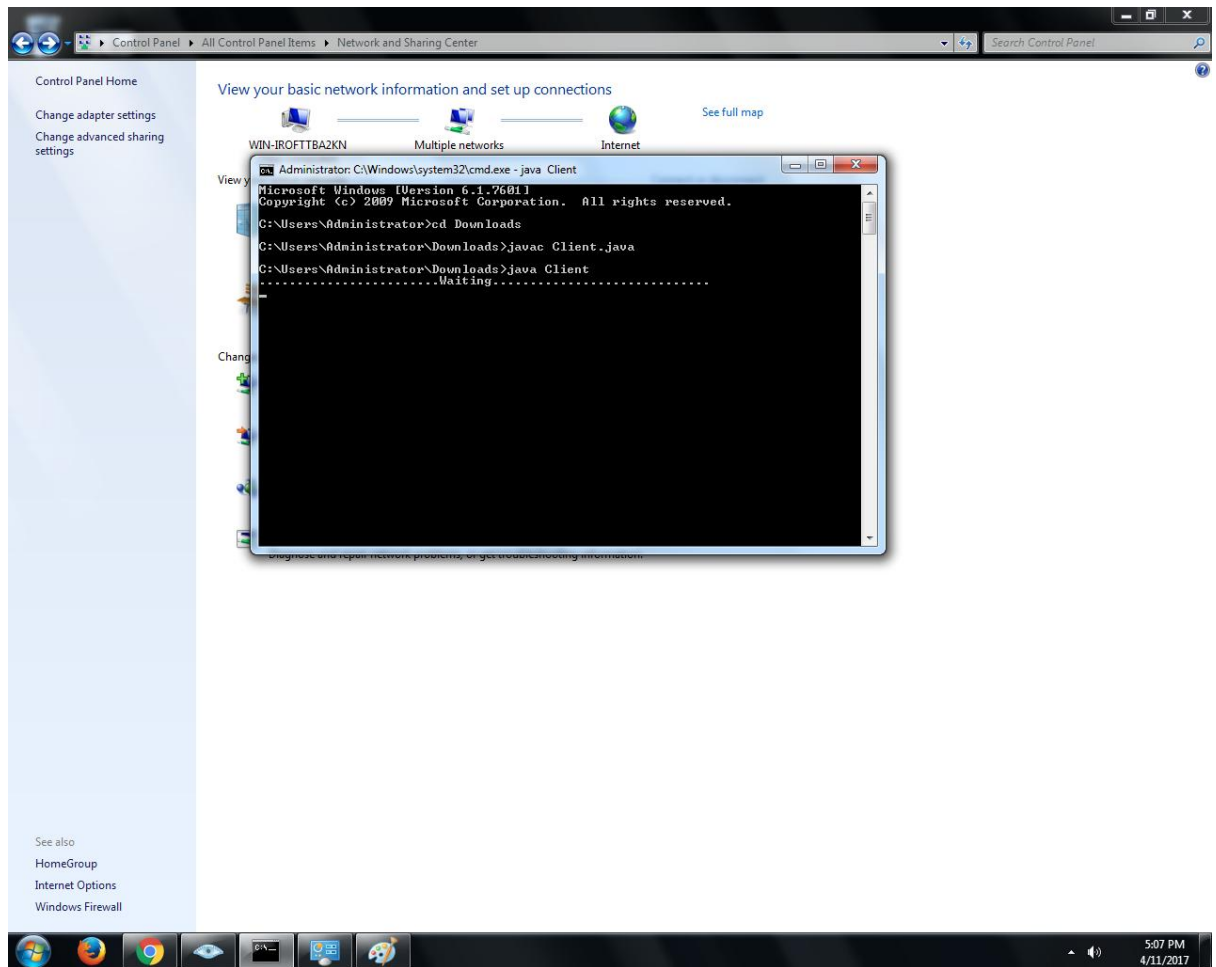 Control Panel ▸ All Control Panel Items ▸ Network and Sharing Center
Search Control Panel
Control Panel Home
Change adapter settings
Change advanced sharing
settings
View your basic network information and set up connections
See full map
WIN-IROFTTBA2KN
Multiple networks
Internet
View y
Administrator: C:\Windows\system32\cmd.exe - java Client
Microsoft Windows [Version 6.1.7601]
Copyright (c) 2009 Microsoft Corporation. All rights reserved.
C:\Users\Administrator>cd Downloads
C:\Users\Administrator\Downloads>javac Client.java
C:\Users\Administrator\Downloads>java Client
........................Waiting.............................
Chang
Diagnose and repair network problems, or get troubleshooting information.
See also
HomeGroup
Internet Options
Windows Firewall
5:07 PM
4/11/2017